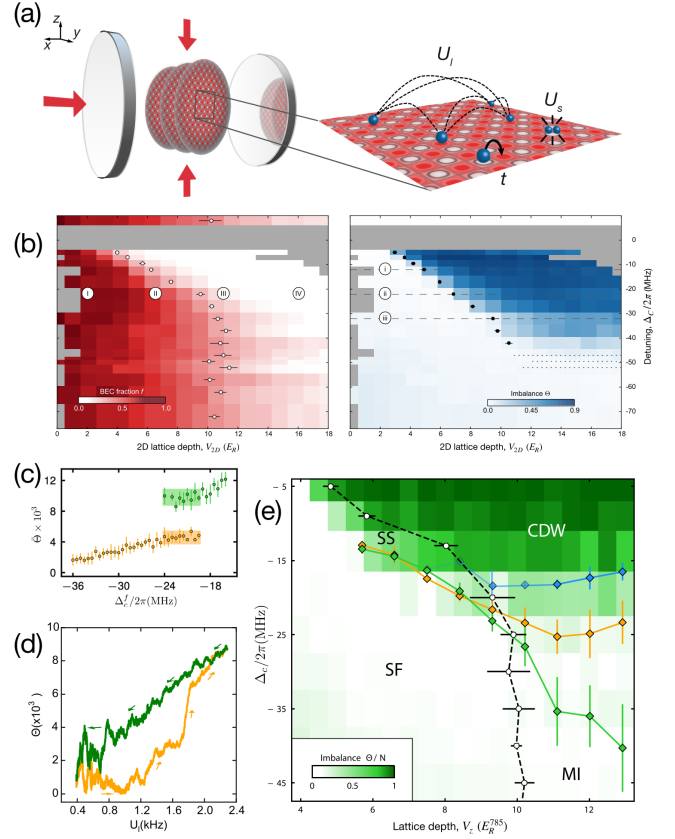 (a)
z
y
x
U_l
U_s
t
(b)
I
II
III
IV
BEC fraction f
0.0 0.5 1.0
0 2 4 6 8 10 12 14 16 18
2D lattice depth, V_2D (E_R)
i
ii
iii
Imbalance Θ
0.0 0.45 0.9
0 2 4 6 8 10 12 14 16 18
2D lattice depth, V_2D (E_R)
0
−10
−20
−30
−40
−50
−60
−70
Detuning, Δ_C/2π (MHz)
(c)
12
8
4
0
Θ̄ × 10³
−36 −32 −28 −24 −20 −16
Δ_c^f/2π(MHz)
(d)
12
8
4
0
Θ(x10³)
0.4 0.8 1.2 1.6 2.0 2.4
U_l(kHz)
(e)
−5
−15
−25
−35
−45
Δ_c/2π(MHz)
CDW
SS
SF
MI
Imbalance Θ/N
0 0.5 1
4 6 8 10 12
Lattice depth, V_z (E_R^785)